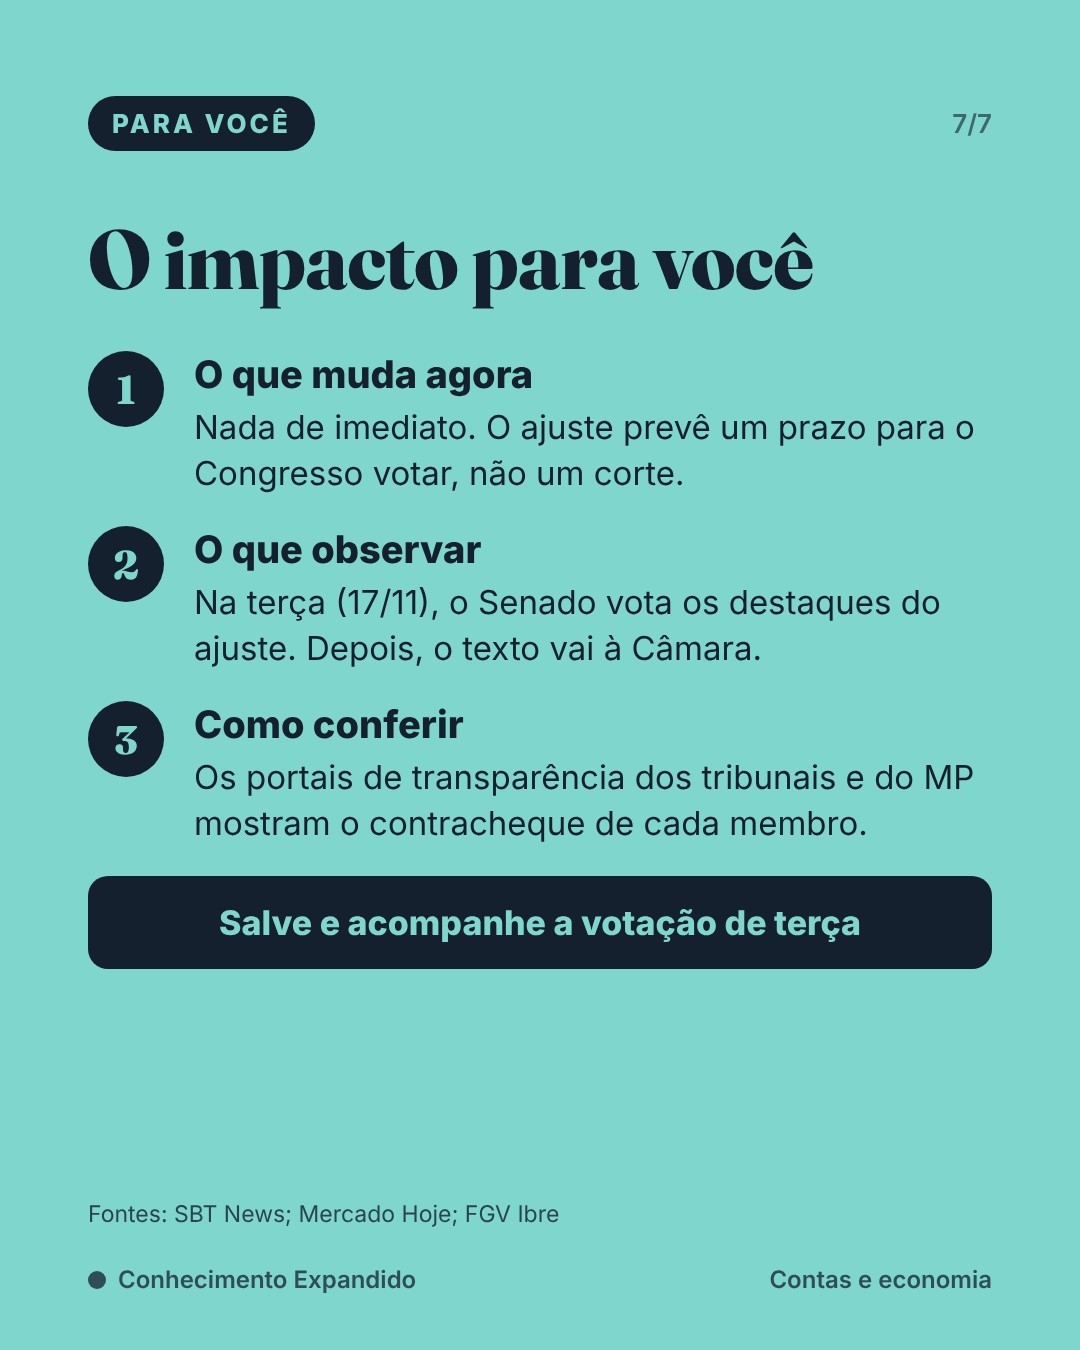 PARA VOCÊ
7/7
O impacto para você
1
O que muda agora
Nada de imediato. O ajuste prevê um prazo para o
Congresso votar, não um corte.
2
O que observar
Na terça (17/11), o Senado vota os destaques do
ajuste. Depois, o texto vai à Câmara.
3
Como conferir
Os portais de transparência dos tribunais e do MP
mostram o contracheque de cada membro.
Salve e acompanhe a votação de terça
Fontes: SBT News; Mercado Hoje; FGV Ibre
Conhecimento Expandido
Contas e economia